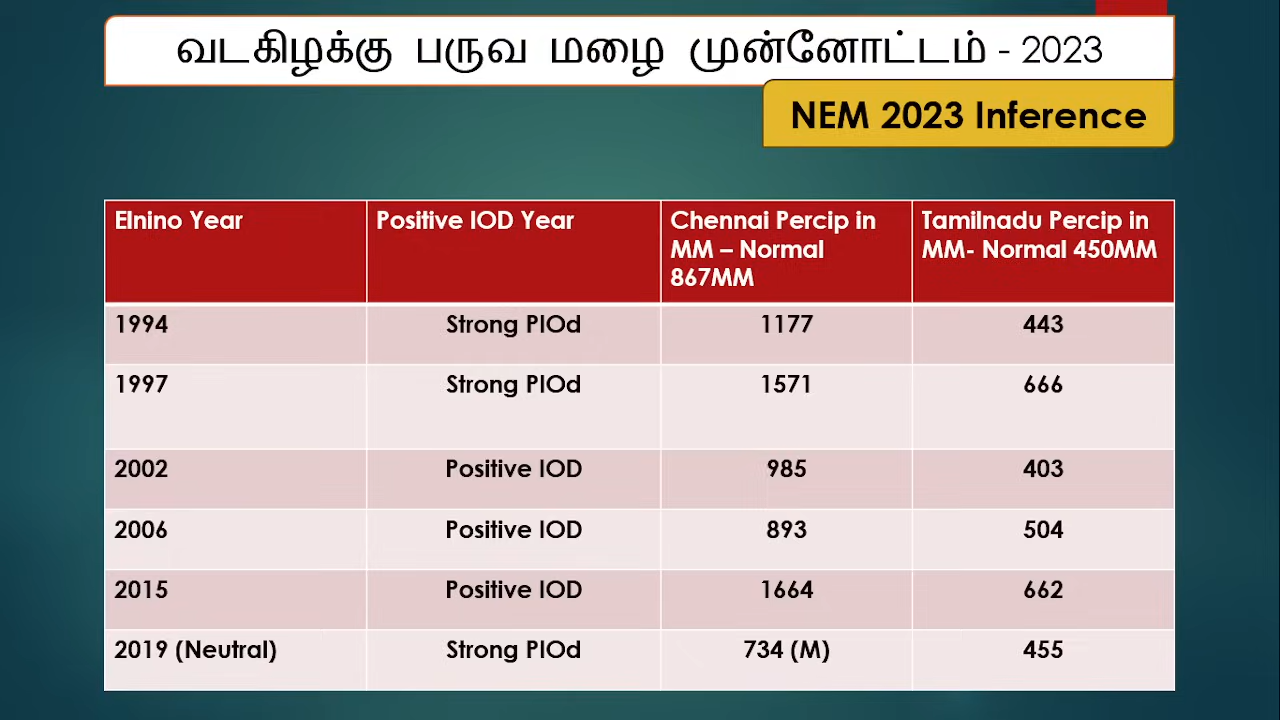 வடகிழக்கு பருவ மழை முன்னோட்டம் - 2023
NEM 2023 Inference
Elnino Year Positive IOD Year Chennai Percip in MM – Normal 867MM Tamilnadu Percip in MM- Normal 450MM
1994 Strong PIOd 1177 443
1997 Strong PIOd 1571 666
2002 Positive IOD 985 403
2006 Positive IOD 893 504
2015 Positive IOD 1664 662
2019 (Neutral) Strong PIOd 734 (M) 455